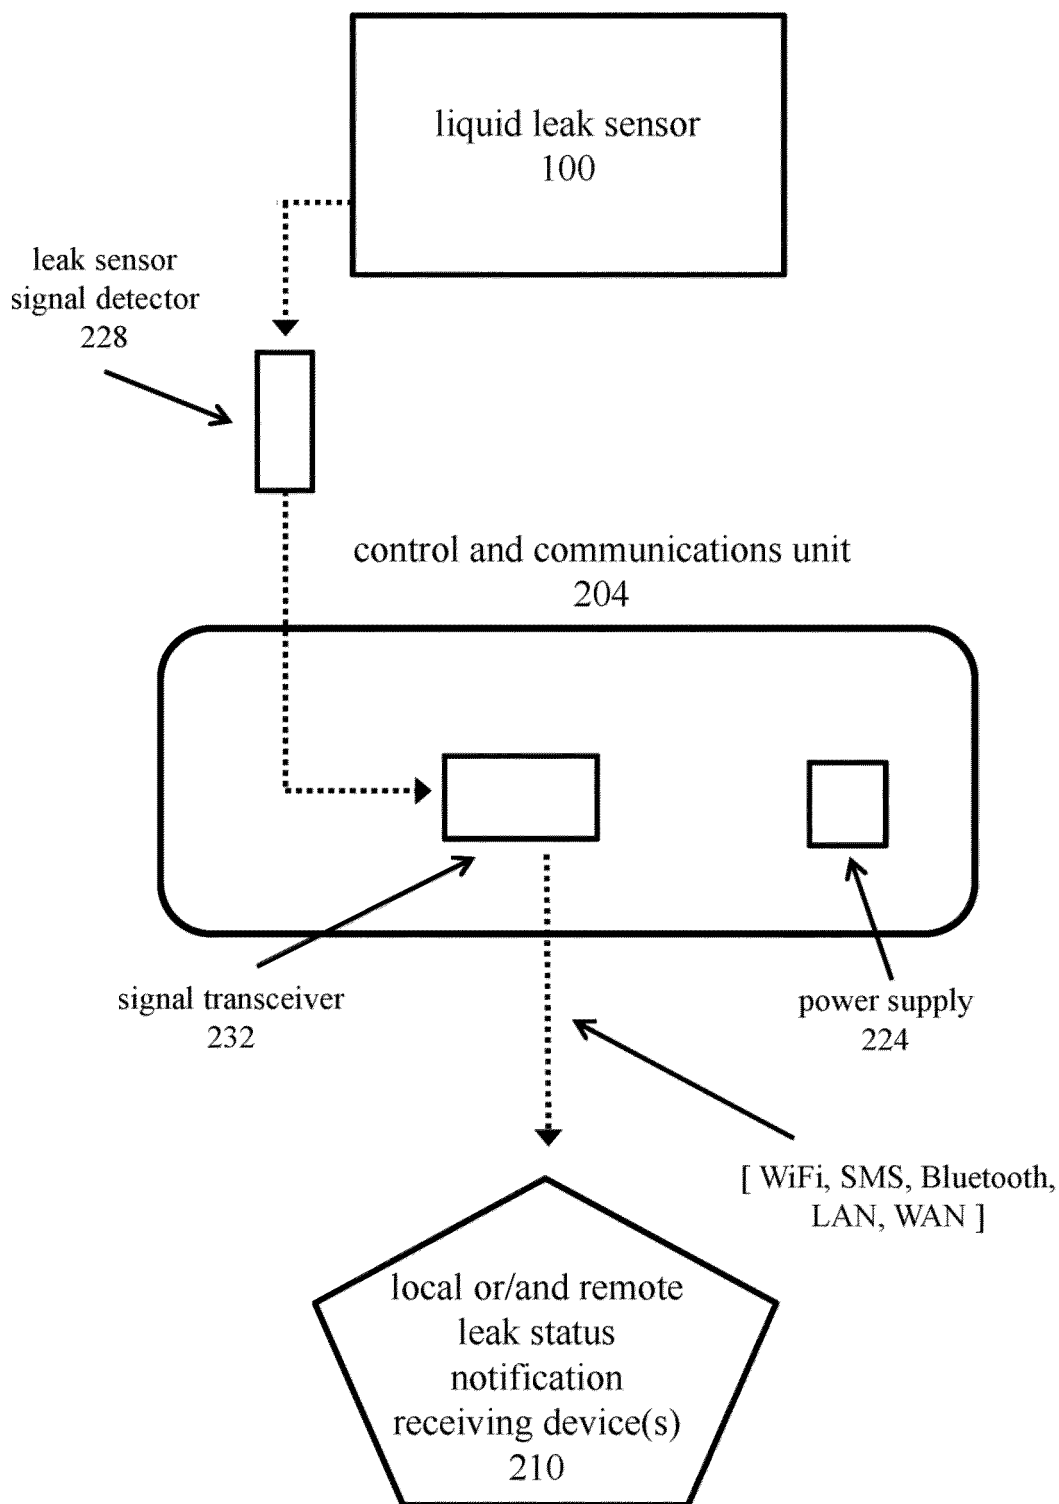 liquid leak sensor
100
leak sensor
signal detector
228
control and communications unit
204
signal transceiver
232
power supply
224
[ WiFi, SMS, Bluetooth,
LAN, WAN ]
local or/and remote
leak status
notification
receiving device(s)
210